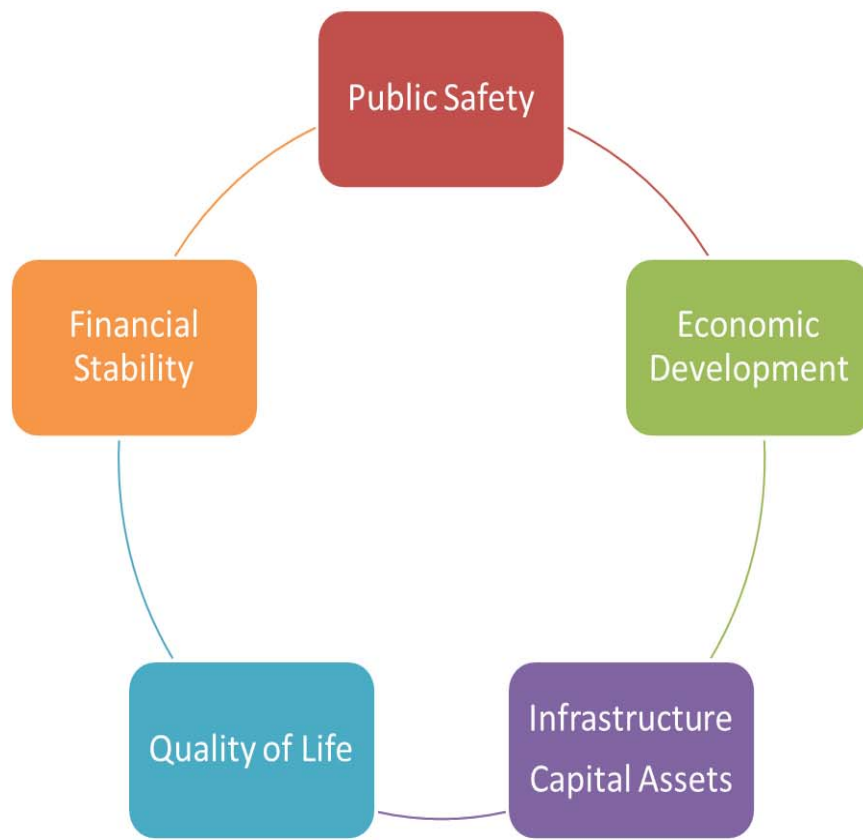 Public Safety
Economic
Development
Infrastructure
Capital Assets
Quality of Life
Financial
Stability